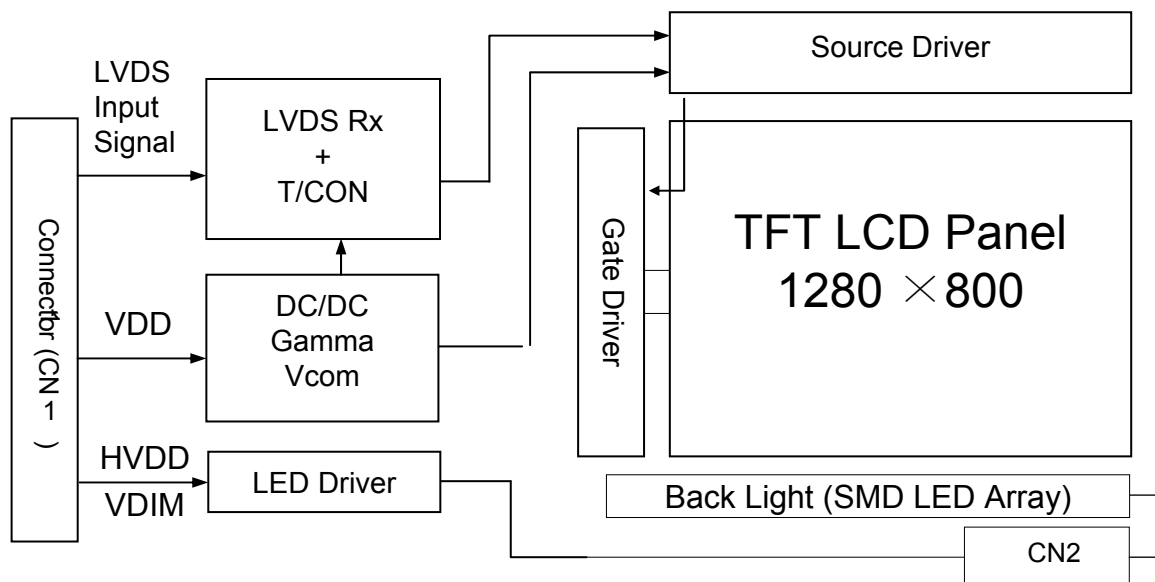 Source Driver
LVDS
Input
Signal
LVDS Rx
+
T/CON
Connector (CN1)
Gate Driver
TFT LCD Panel
1280 ×800
VDD
DC/DC
Gamma
Vcom
HVDD
VDIM
LED Driver
Back Light (SMD LED Array)
CN2